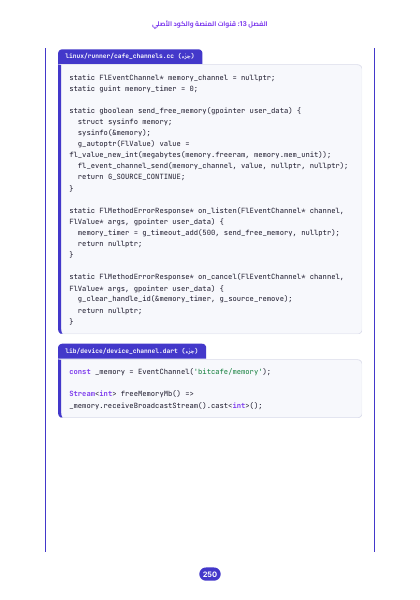 الفصل 13: قنوات المنصة والكود الأصلي
linux/runner/cafe_channels.cc (جزء)
static FlEventChannel* memory_channel = nullptr;
static guint memory_timer = 0;
static gboolean send_free_memory(gpointer user_data) {
  struct sysinfo memory;
  sysinfo(&memory);
  g_autoptr(FlValue) value =
fl_value_new_int(megabytes(memory.freeram, memory.mem_unit));
  fl_event_channel_send(memory_channel, value, nullptr, nullptr);
  return G_SOURCE_CONTINUE;
}
static FlMethodErrorResponse* on_listen(FlEventChannel* channel,
FlValue* args, gpointer user_data) {
  memory_timer = g_timeout_add(500, send_free_memory, nullptr);
  return nullptr;
}
static FlMethodErrorResponse* on_cancel(FlEventChannel* channel,
FlValue* args, gpointer user_data) {
  g_clear_handle_id(&memory_timer, g_source_remove);
  return nullptr;
}
lib/device/device_channel.dart (جزء)
const _memory = EventChannel('bitcafe/memory');
Stream<int> freeMemoryMb() =>
_memory.receiveBroadcastStream().cast<int>();
250